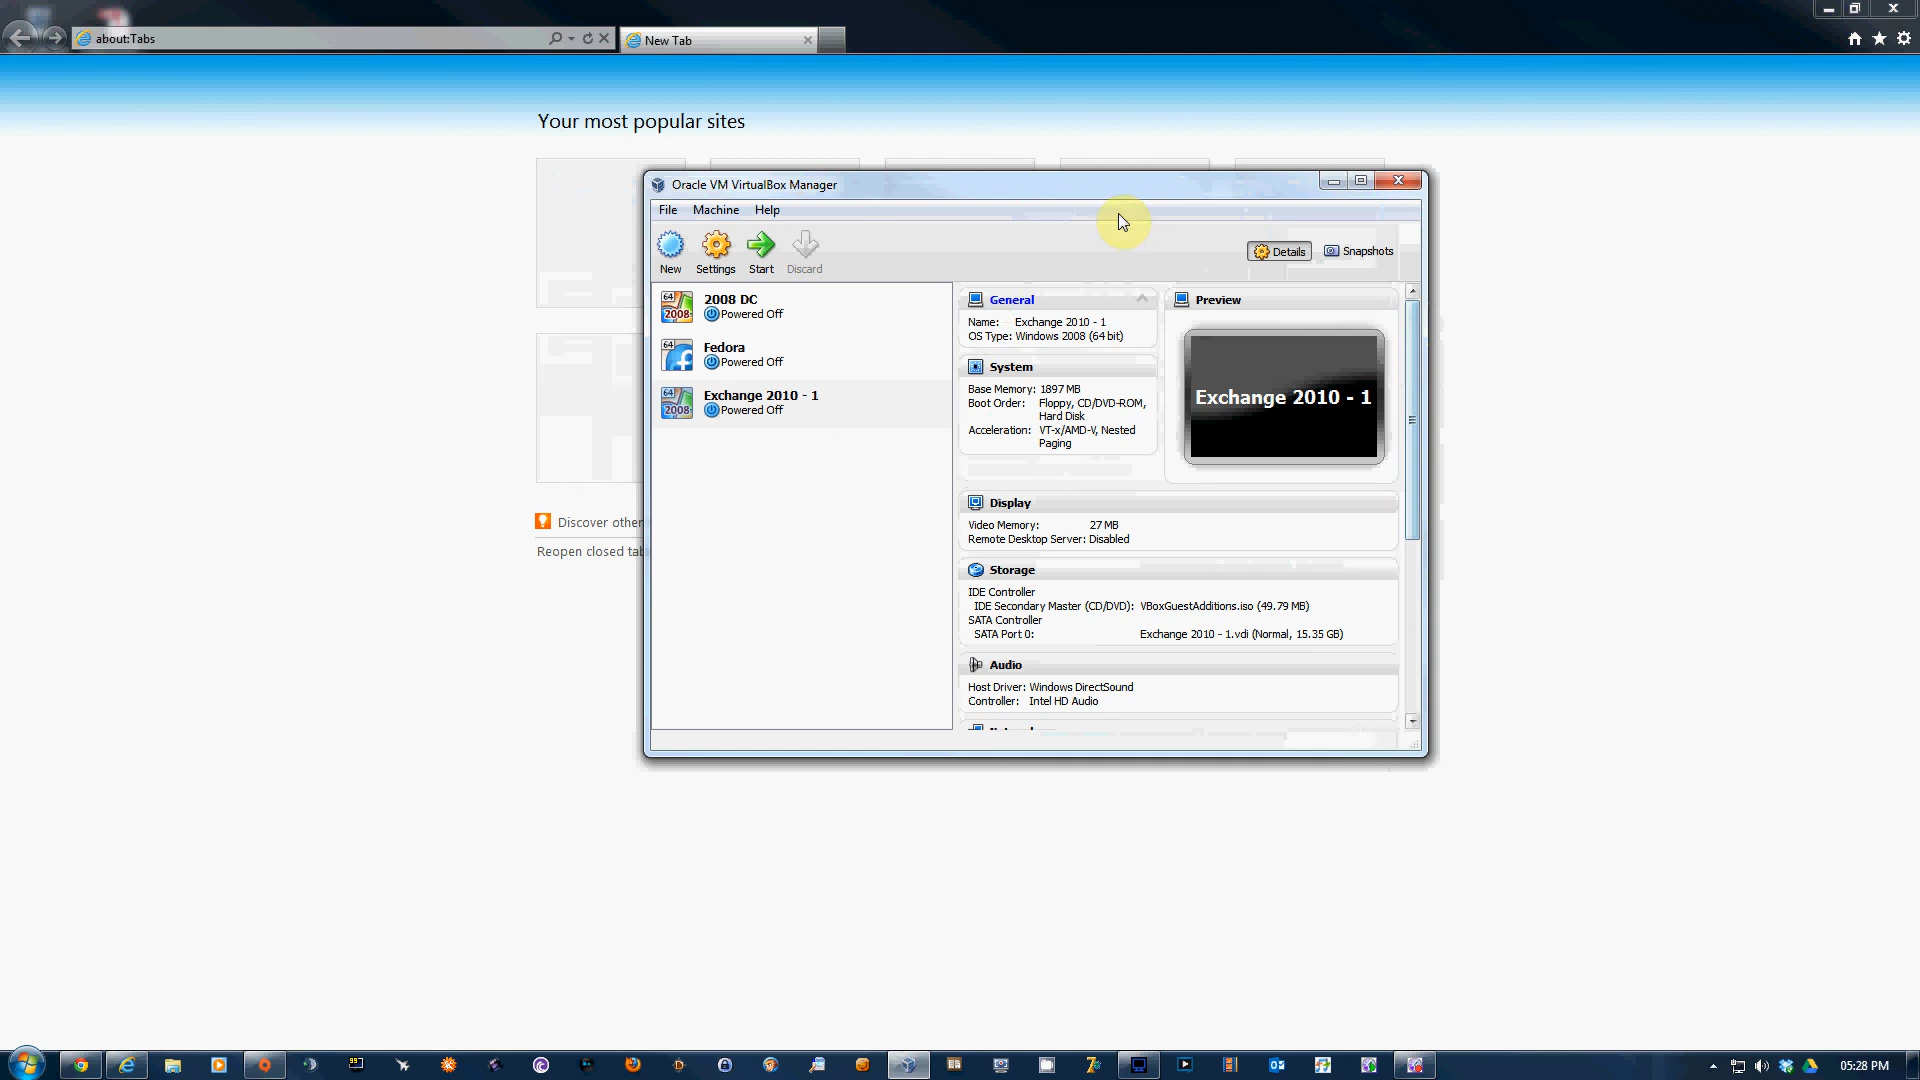 about:Tabs
New Tab
Your most popular sites
Oracle VM VirtualBox Manager
File Machine Help
New Settings Start Discard
Details Snapshots
64 2008
2008 DC
Powered Off
64
Fedora
Powered Off
64 2008
Exchange 2010 - 1
Powered Off
General
Name: Exchange 2010 - 1
OS Type: Windows 2008 (64 bit)
System
Base Memory: 1897 MB
Boot Order: Floppy, CD/DVD-ROM,
Hard Disk
Acceleration: VT-x/AMD-V, Nested
Paging
Preview
Exchange 2010 - 1
Display
Video Memory: 27 MB
Remote Desktop Server: Disabled
Storage
IDE Controller
IDE Secondary Master (CD/DVD): VBoxGuestAdditions.iso (49.79 MB)
SATA Controller
SATA Port 0: Exchange 2010 - 1.vdi (Normal, 15.35 GB)
Audio
Host Driver: Windows DirectSound
Controller: Intel HD Audio
Discover other
Reopen closed tab
05:28 PM